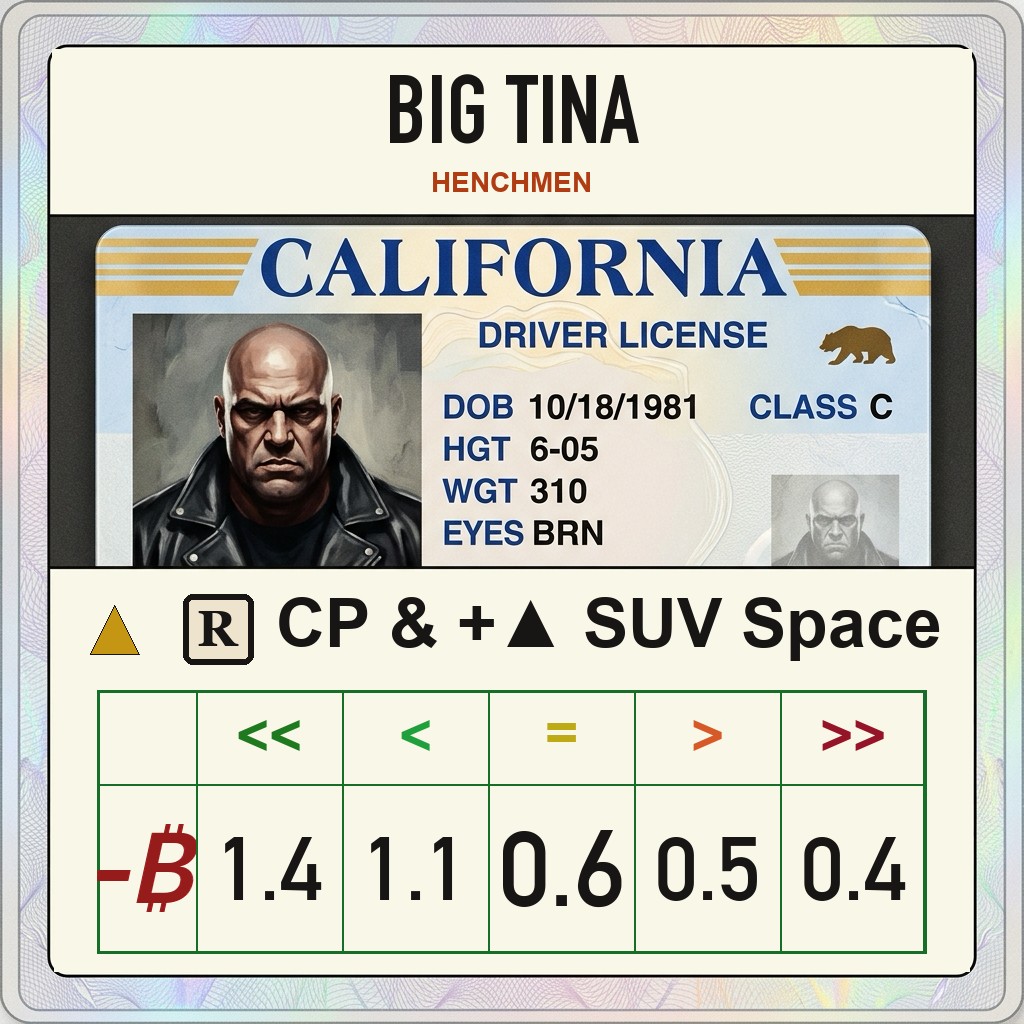 BIG TINA
HENCHMEN
CALIFORNIA
DRIVER LICENSE
DOB 10/18/1981 CLASS C
HGT 6-05
WGT 310
EYES BRN
▲ R CP & +▲ SUV Space
<< < = > >>
-₿ 1.4 1.1 0.6 0.5 0.4